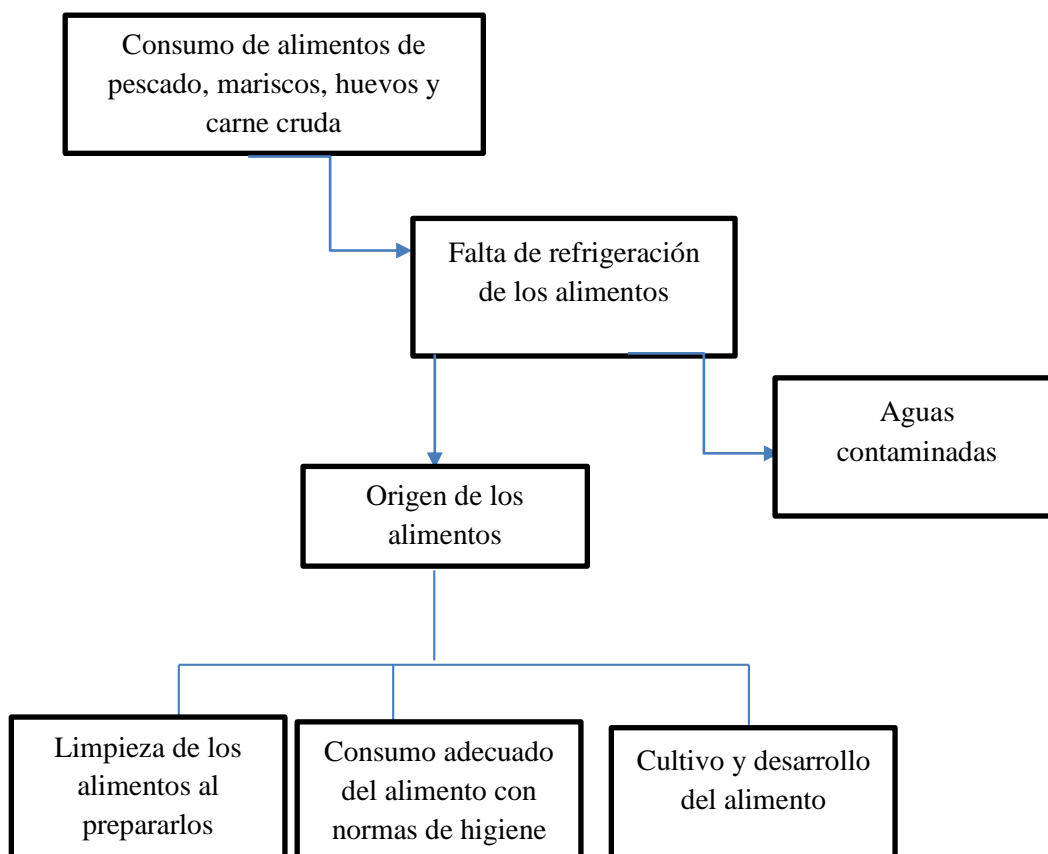 Consumo de alimentos de
pescado, mariscos, huevos y
carne cruda
Falta de refrigeración
de los alimentos
Aguas
contaminadas
Origen de los
alimentos
Limpieza de los
alimentos al
prepararlos
Consumo adecuado
del alimento con
normas de higiene
Cultivo y desarrollo
del alimento